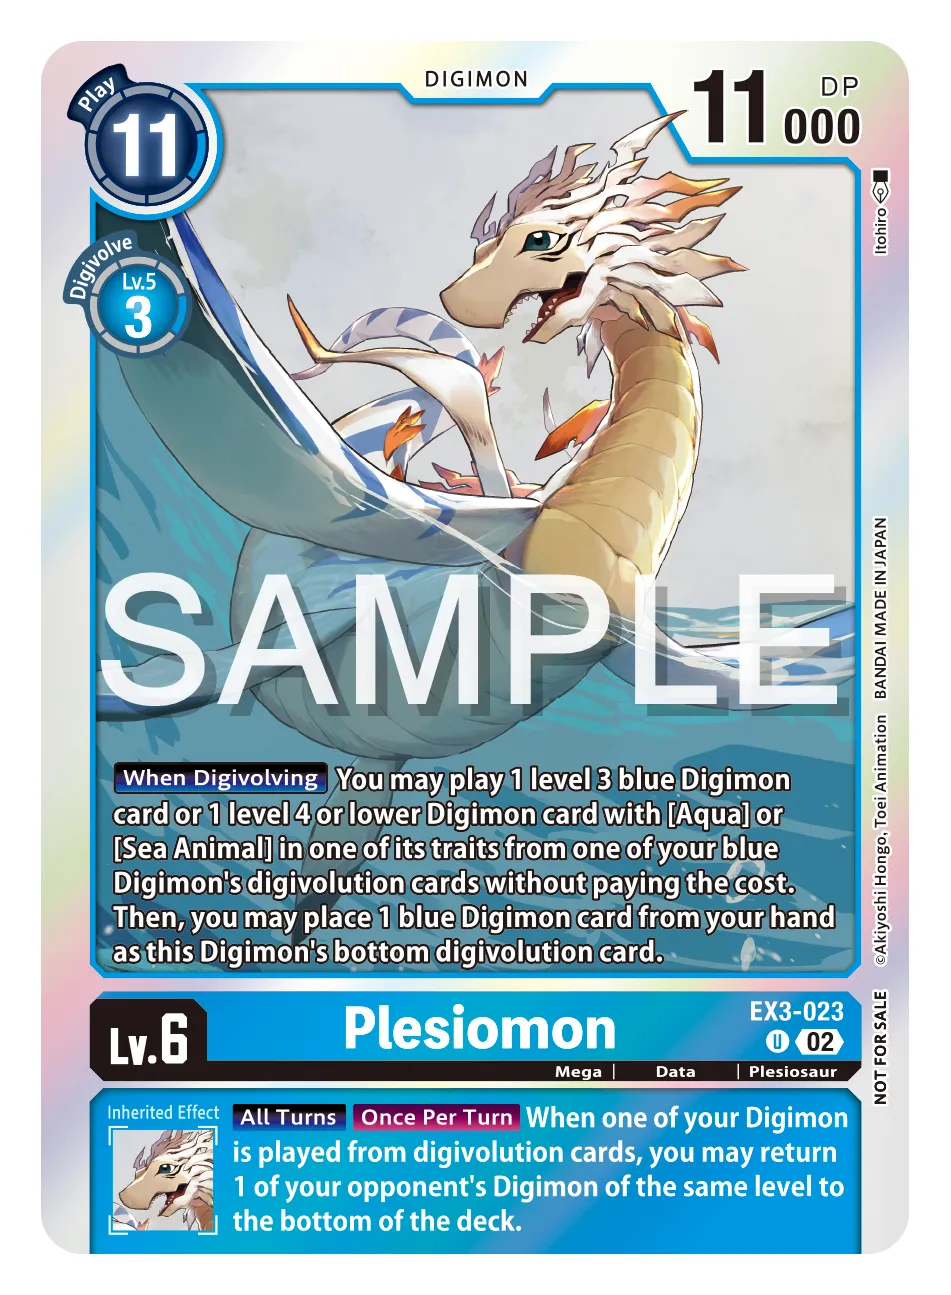 DIGIMON
Play
11
11000
DP
Digivolve
Lv.5
3
Itohiro
SAMPLE
BANDAI MADE IN JAPAN
©Akiyoshi Hongo, Toei Animation
NOT FOR SALE
When Digivolving You may play 1 level 3 blue Digimon
card or 1 level 4 or lower Digimon card with [Aqua] or
[Sea Animal] in one of its traits from one of your blue
Digimon's digivolution cards without paying the cost.
Then, you may place 1 blue Digimon card from your hand
as this Digimon's bottom digivolution card.
Lv.6
Plesiomon
EX3-023
U 02
Mega | Data | Plesiosaur
Inherited Effect
All Turns Once Per Turn When one of your Digimon
is played from digivolution cards, you may return
1 of your opponent's Digimon of the same level to
the bottom of the deck.